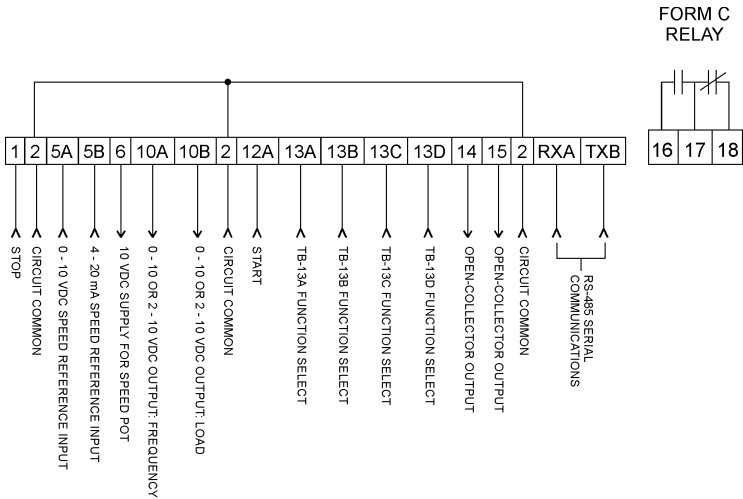 FORM C
RELAY
1 2 5A 5B 6 10A 10B 2 12A 13A 13B 13C 13D 14 15 2 RXA TXB
16 17 18
STOP
CIRCUIT COMMON
0 - 10 VDC SPEED REFERENCE INPUT
4 - 20 mA SPEED REFERENCE INPUT
10 VDC SUPPLY FOR SPEED POT
0 - 10 OR 2 - 10 VDC OUTPUT: FREQUENCY
0 - 10 OR 2 - 10 VDC OUTPUT: LOAD
CIRCUIT COMMON
START
TB-13A FUNCTION SELECT
TB-13B FUNCTION SELECT
TB-13C FUNCTION SELECT
TB-13D FUNCTION SELECT
OPEN-COLLECTOR OUTPUT
OPEN-COLLECTOR OUTPUT
CIRCUIT COMMON
RS-485 SERIAL
COMMUNICATIONS